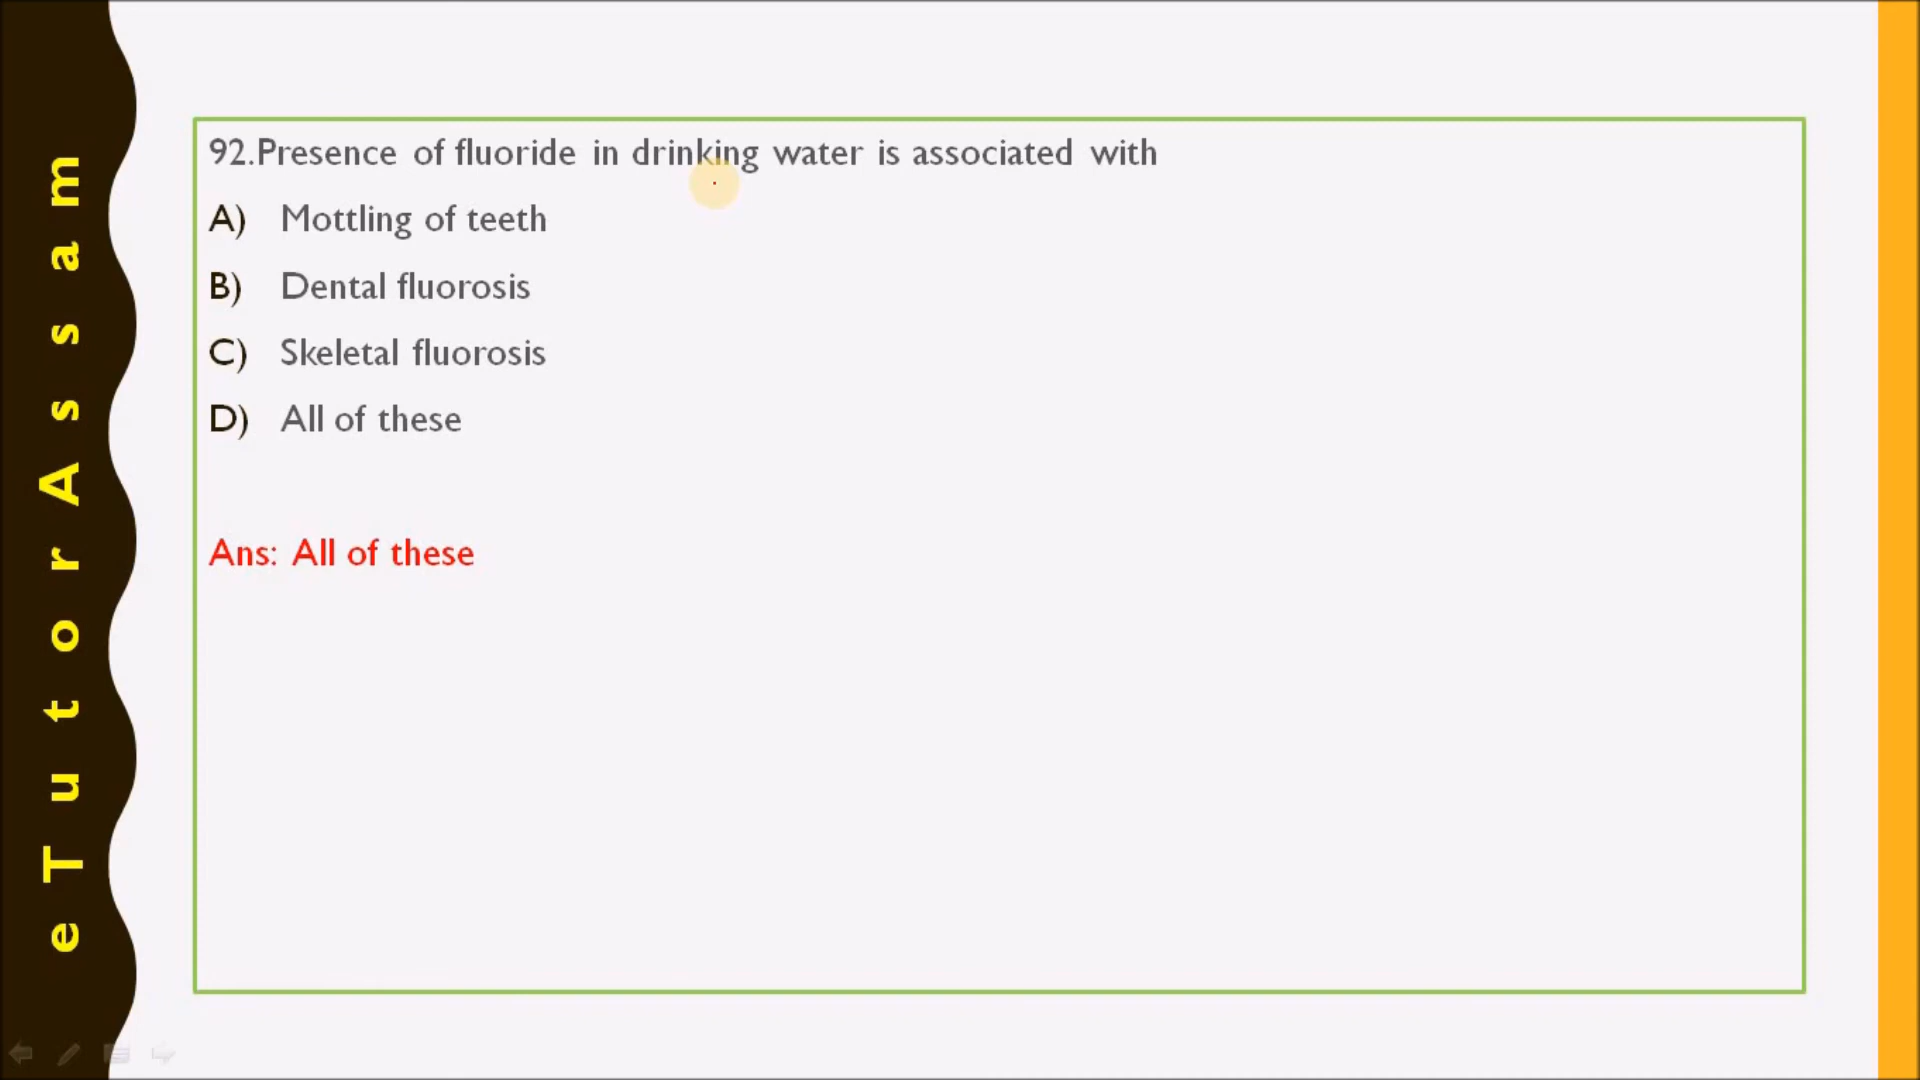 eTutorAssam
92.Presence of fluoride in drinking water is associated with
A) Mottling of teeth
B) Dental fluorosis
C) Skeletal fluorosis
D) All of these
Ans: All of these